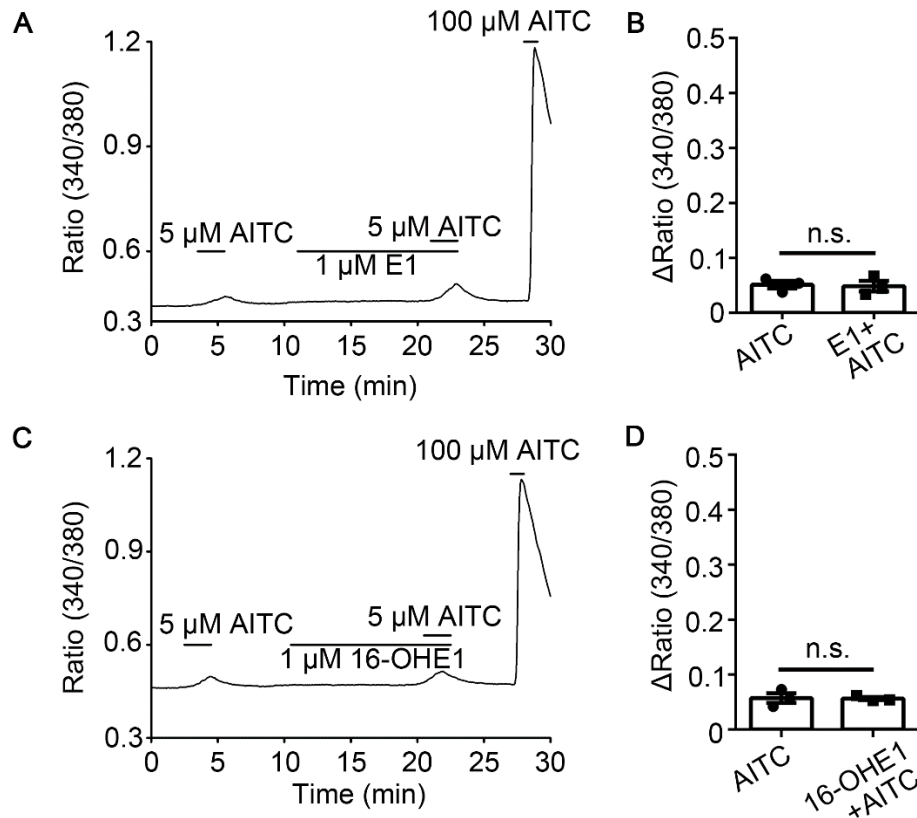 A
100 µM AITC
1.2
0.9
0.6
0.3
Ratio (340/380)
5 µM AITC
5 µM AITC
1 µM E1
0 5 10 15 20 25 30
Time (min)
B
0.5
0.4
0.3
0.2
0.1
0
ΔRatio (340/380)
n.s.
AITC
E1+
AITC
C
100 µM AITC
1.2
0.9
0.6
0.3
Ratio (340/380)
5 µM AITC
5 µM AITC
1 µM 16-OHE1
0 5 10 15 20 25 30
Time (min)
D
0.5
0.4
0.3
0.2
0.1
0
ΔRatio (340/380)
n.s.
AITC
16-OHE1
+AITC